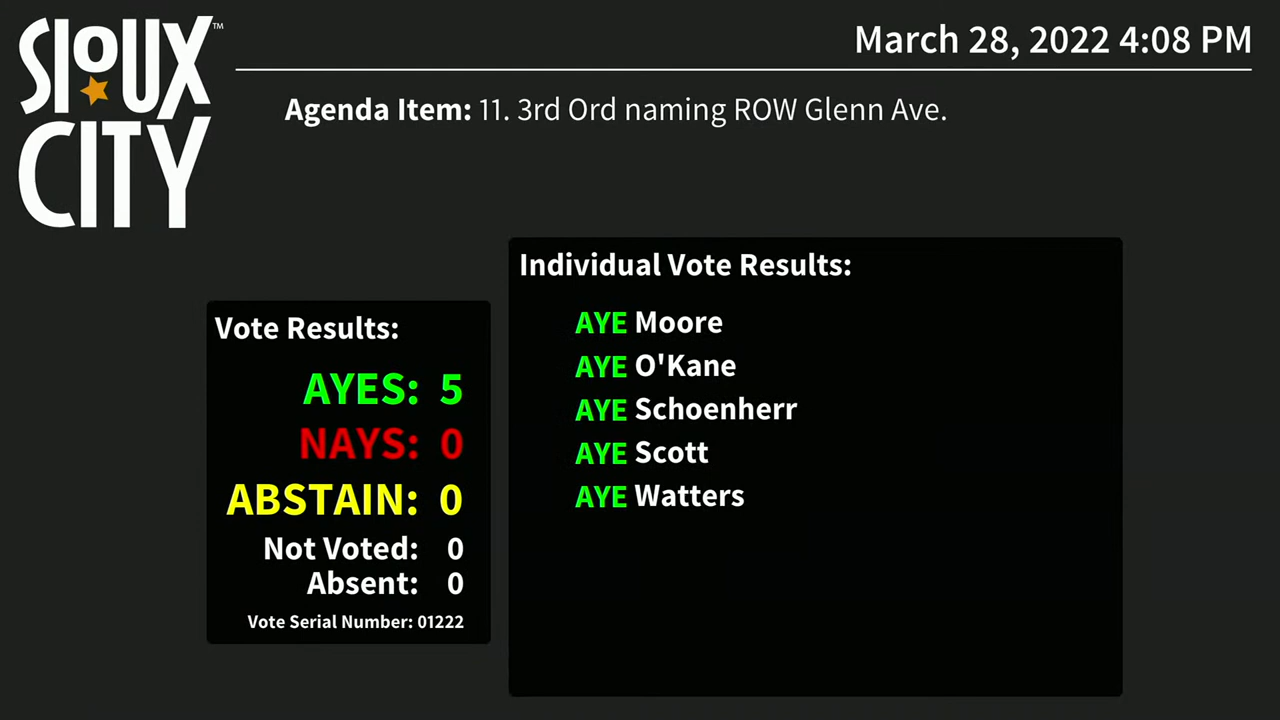 SIOUX
CITY™
March 28, 2022 4:08 PM
Agenda Item: 11. 3rd Ord naming ROW Glenn Ave.
Vote Results:
AYES: 5
NAYS: 0
ABSTAIN: 0
Not Voted: 0
Absent: 0
Vote Serial Number: 01222
Individual Vote Results:
AYE Moore
AYE O'Kane
AYE Schoenherr
AYE Scott
AYE Watters